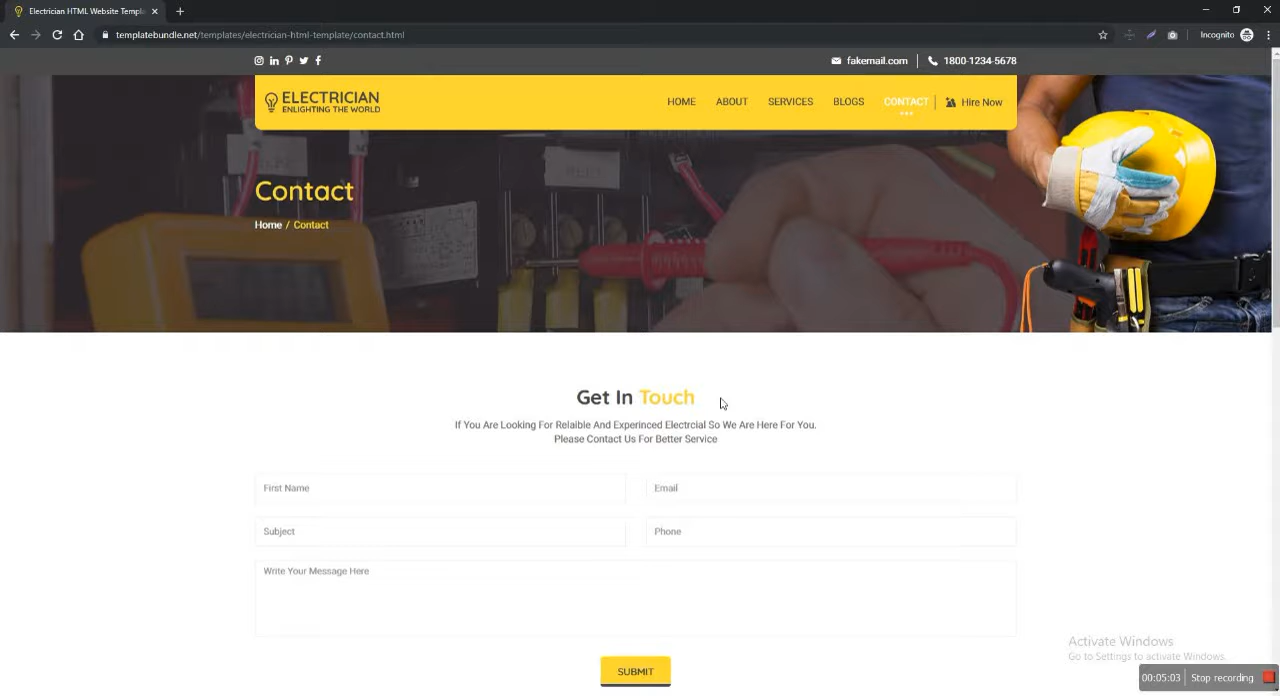 Electrician HTML Website Templa
templatebundle.net/templates/electrician-html-template/contact.html
Incognito
fakemail.com
1800-1234-5678
ELECTRICIAN
ENLIGHTING THE WORLD
HOME
ABOUT
SERVICES
BLOGS
CONTACT
Hire Now
Contact
Home / Contact
Get In Touch
If You Are Looking For Relaible And Experinced Electrcial So We Are Here For You.
Please Contact Us For Better Service
First Name
Email
Subject
Phone
Write Your Message Here
SUBMIT
Activate Windows
Go to Settings to activate Windows.
00:05:03
Stop recording